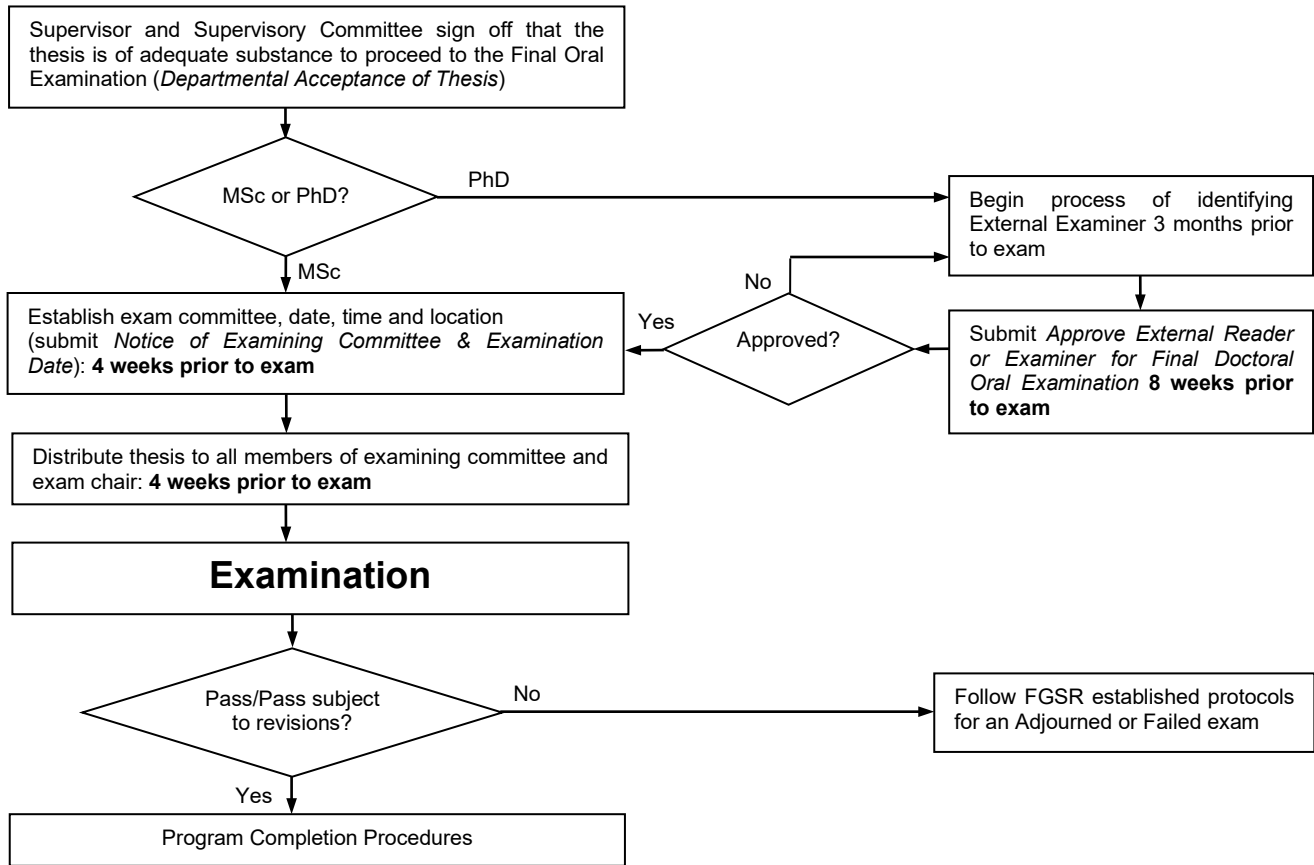 Supervisor and Supervisory Committee sign off that the
thesis is of adequate substance to proceed to the Final Oral
Examination (Departmental Acceptance of Thesis)
MSc or PhD?
PhD
Begin process of identifying
External Examiner 3 months prior
to exam
MSc
No
Establish exam committee, date, time and location
(submit Notice of Examining Committee & Examination
Date): 4 weeks prior to exam
Yes
Approved?
Submit Approve External Reader
or Examiner for Final Doctoral
Oral Examination 8 weeks prior
to exam
Distribute thesis to all members of examining committee and
exam chair: 4 weeks prior to exam
Examination
Pass/Pass subject
to revisions?
No
Follow FGSR established protocols
for an Adjourned or Failed exam
Yes
Program Completion Procedures